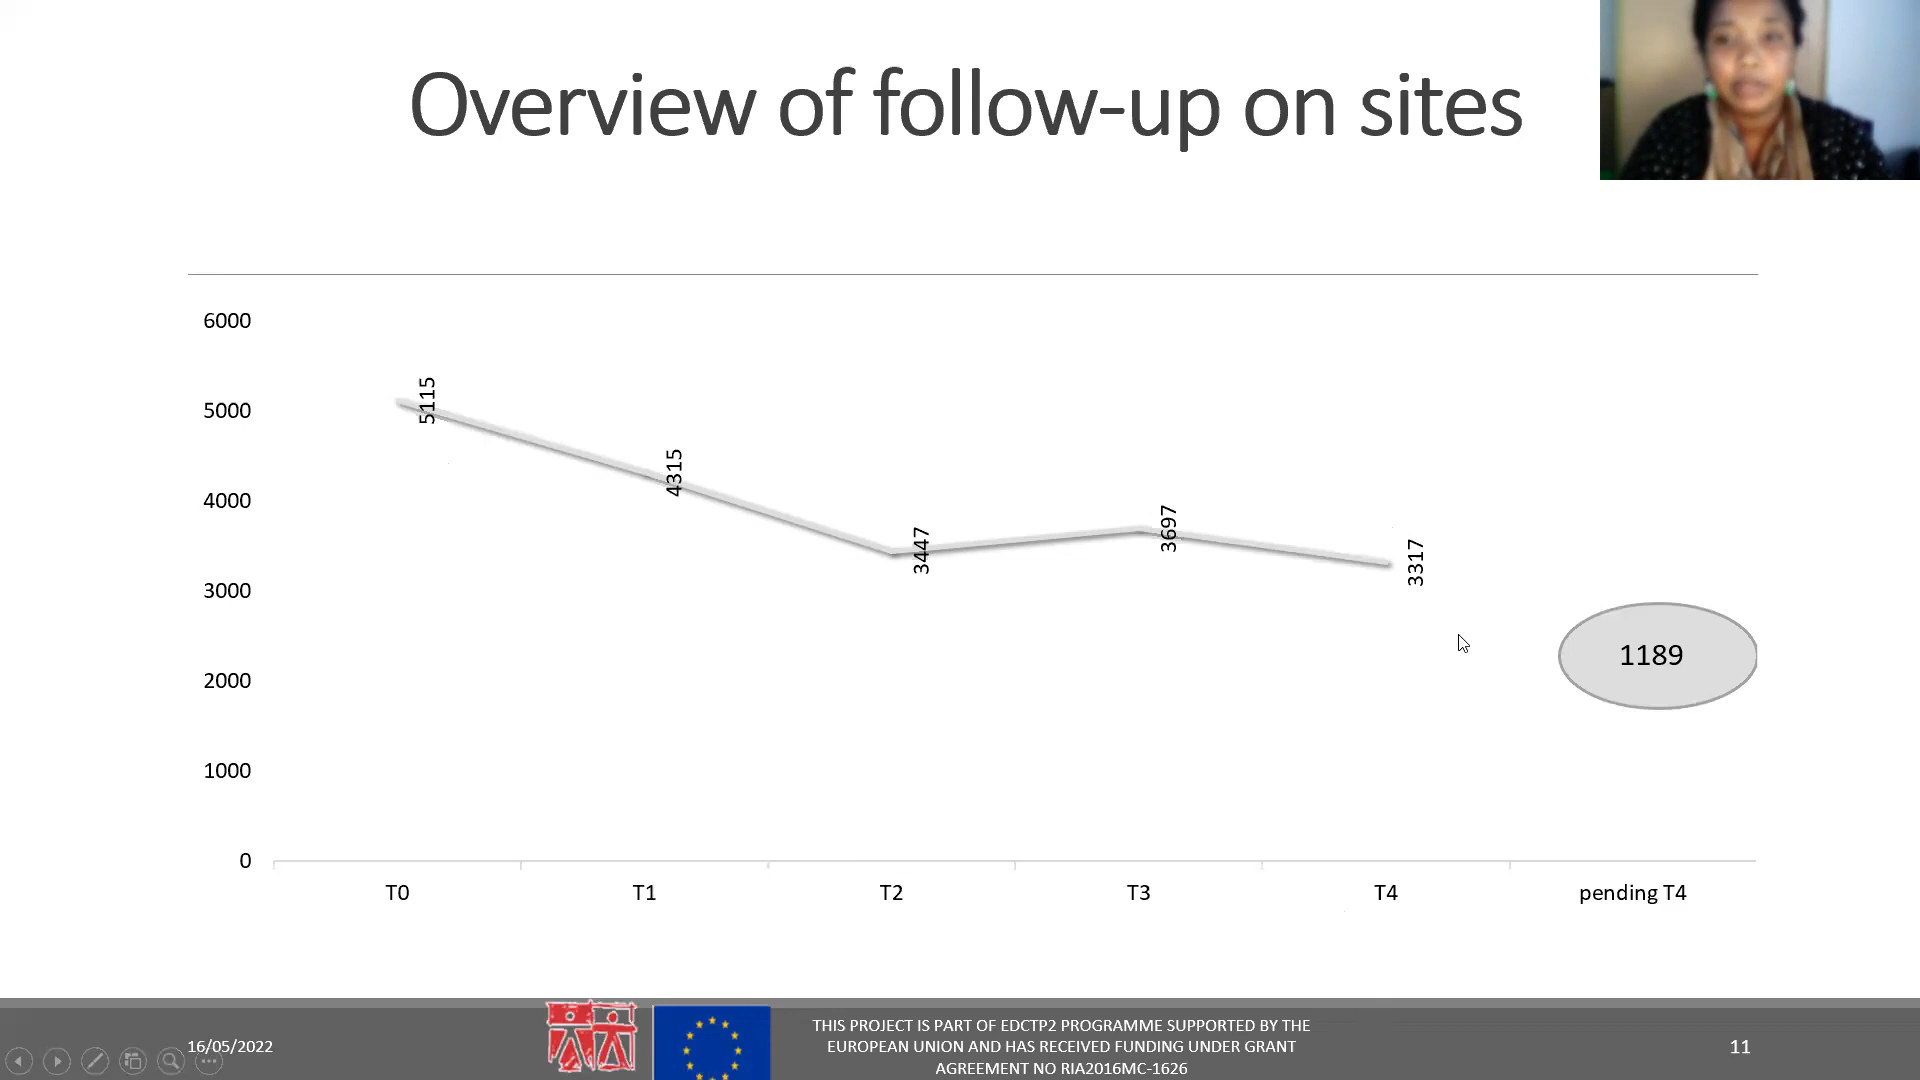 Overview of follow-up on sites
6000
5000
4000
3000
2000
1000
0
5115
4315
3447
3697
3317
1189
T0
T1
T2
T3
T4
pending T4
16/05/2022
THIS PROJECT IS PART OF EDCTP2 PROGRAMME SUPPORTED BY THE
EUROPEAN UNION AND HAS RECEIVED FUNDING UNDER GRANT
AGREEMENT NO RIA2016MC-1626
11